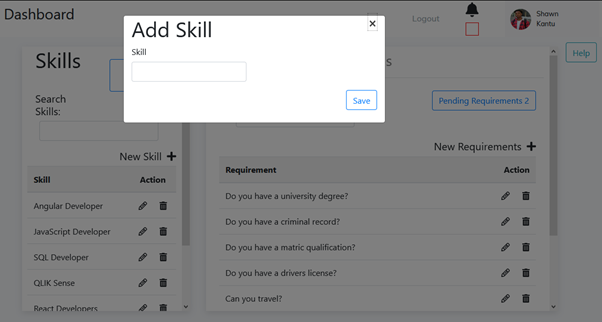 Dashboard
Add Skill
×
Logout
Shawn
Kantu
Skill
Help
Skills
S
Save
Pending Requirements 2
Search
Skills:
New Skill +
New Requirements +
Skill Action
Requirement Action
Angular Developer
Do you have a university degree?
JavaScript Developer
Do you have a criminal record?
SQL Developer
Do you have a matric qualification?
QLIK Sense
Do you have a drivers license?
React Developers
Can you travel?